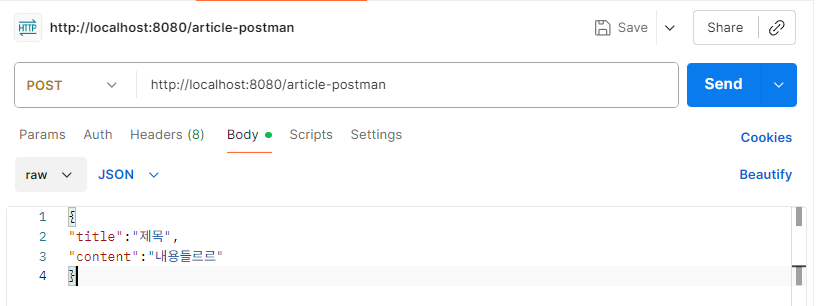 HTTP http://localhost:8080/article-postman Save Share
POST http://localhost:8080/article-postman Send
Params Auth Headers (8) Body Scripts Settings Cookies
raw JSON Beautify
1 {
2 "title":"제목",
3 "content":"내용들르르"
4 }